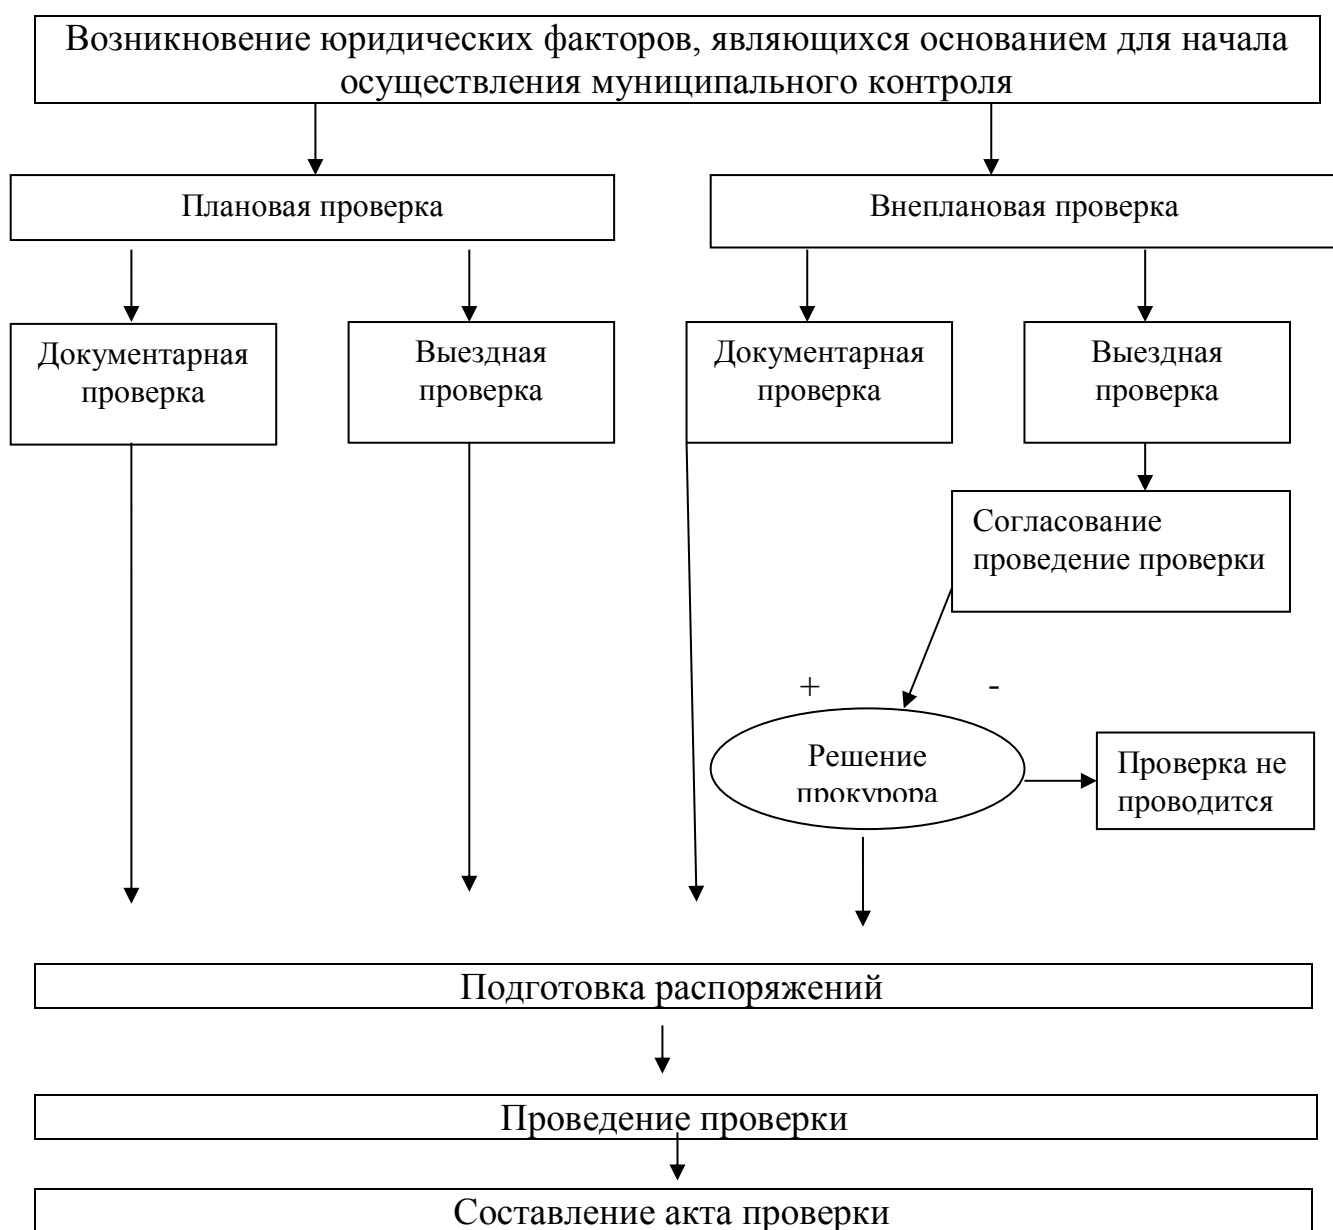 Возникновение юридических факторов, являющихся основанием для начала
осуществления муниципального контроля
Плановая проверка
Внеплановая проверка
Документарная
проверка
Выездная
проверка
Документарная
проверка
Выездная
проверка
Согласование
проведение проверки
+
-
Решение
прокурора
Проверка не
проводится
Подготовка распоряжений
Проведение проверки
Составление акта проверки